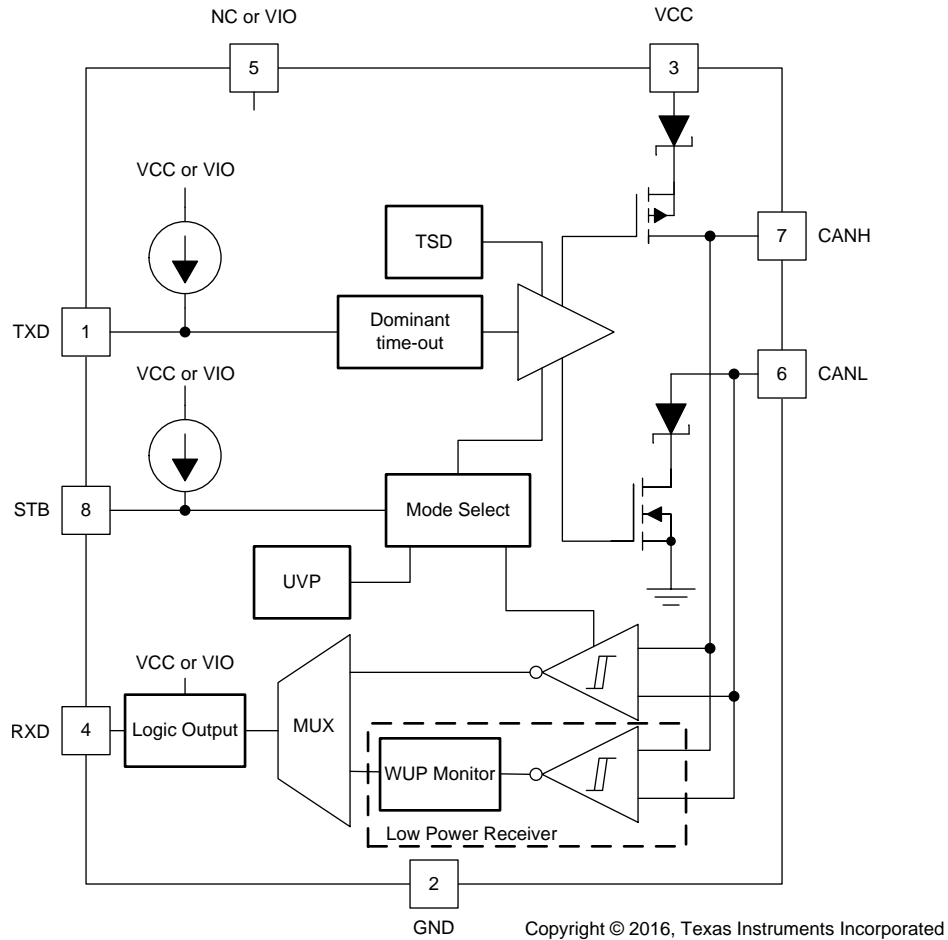 NC or VIO
VCC
5
3
VCC or VIO
TSD
7
CANH
TXD
1
Dominant
time-out
VCC or VIO
6
CANL
STB
8
Mode Select
UVP
VCC or VIO
RXD
4
Logic Output
MUX
WUP Monitor
Low Power Receiver
2
GND
Copyright © 2016, Texas Instruments Incorporated